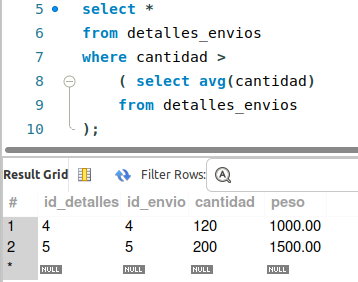 5 select *
6 from detalles_envios
7 where cantidad >
8 ( select avg(cantidad)
9 from detalles_envios
10 );
Result Grid Filter Rows:
# id_detalles id_envio cantidad peso
1 4 4 120 1000.00
2 5 5 200 1500.00
* NULL NULL NULL NULL